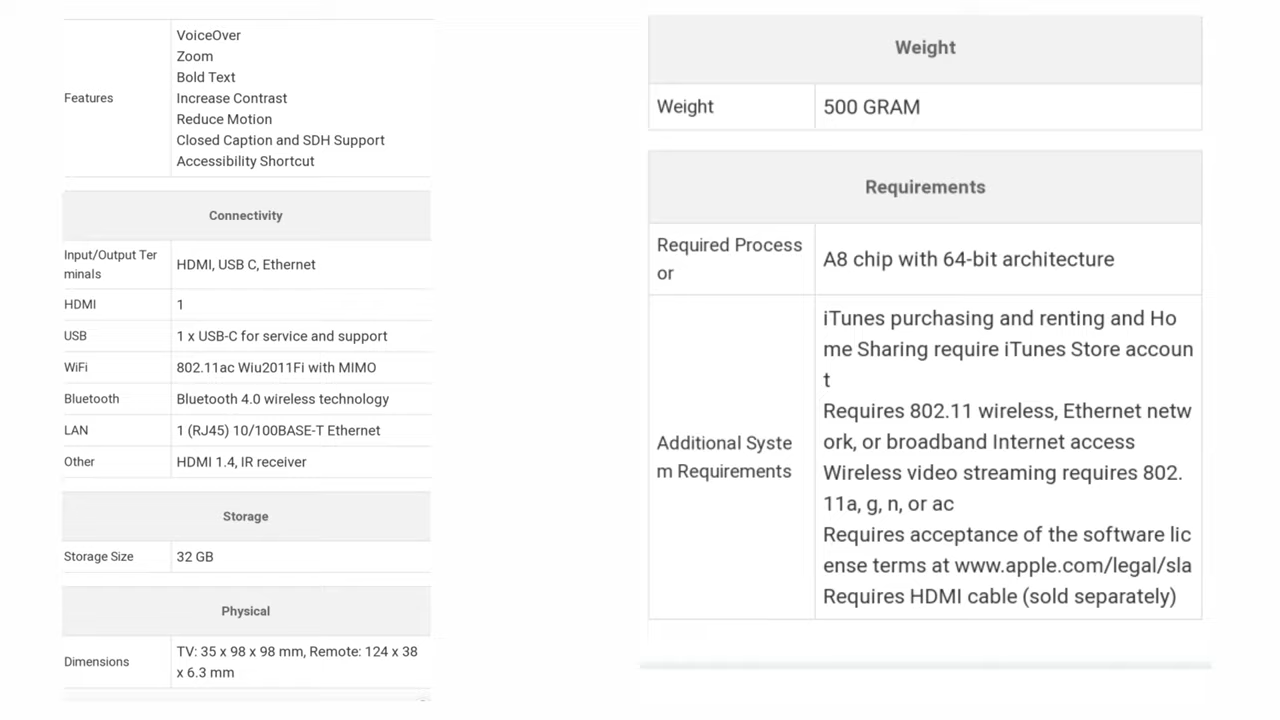 Features
VoiceOver
Zoom
Bold Text
Increase Contrast
Reduce Motion
Closed Caption and SDH Support
Accessibility Shortcut
Connectivity
Input/Output Ter
minals
HDMI, USB C, Ethernet
HDMI
1
USB
1 x USB-C for service and support
WiFi
802.11ac Wiu2011Fi with MIMO
Bluetooth
Bluetooth 4.0 wireless technology
LAN
1 (RJ45) 10/100BASE-T Ethernet
Other
HDMI 1.4, IR receiver
Storage
Storage Size
32 GB
Physical
Dimensions
TV: 35 x 98 x 98 mm, Remote: 124 x 38
x 6.3 mm
Weight
Weight
500 GRAM
Requirements
Required Process
or
A8 chip with 64-bit architecture
Additional Syste
m Requirements
iTunes purchasing and renting and Ho
me Sharing require iTunes Store accoun
t
Requires 802.11 wireless, Ethernet netw
ork, or broadband Internet access
Wireless video streaming requires 802.
11a, g, n, or ac
Requires acceptance of the software lic
ense terms at www.apple.com/legal/sla
Requires HDMI cable (sold separately)